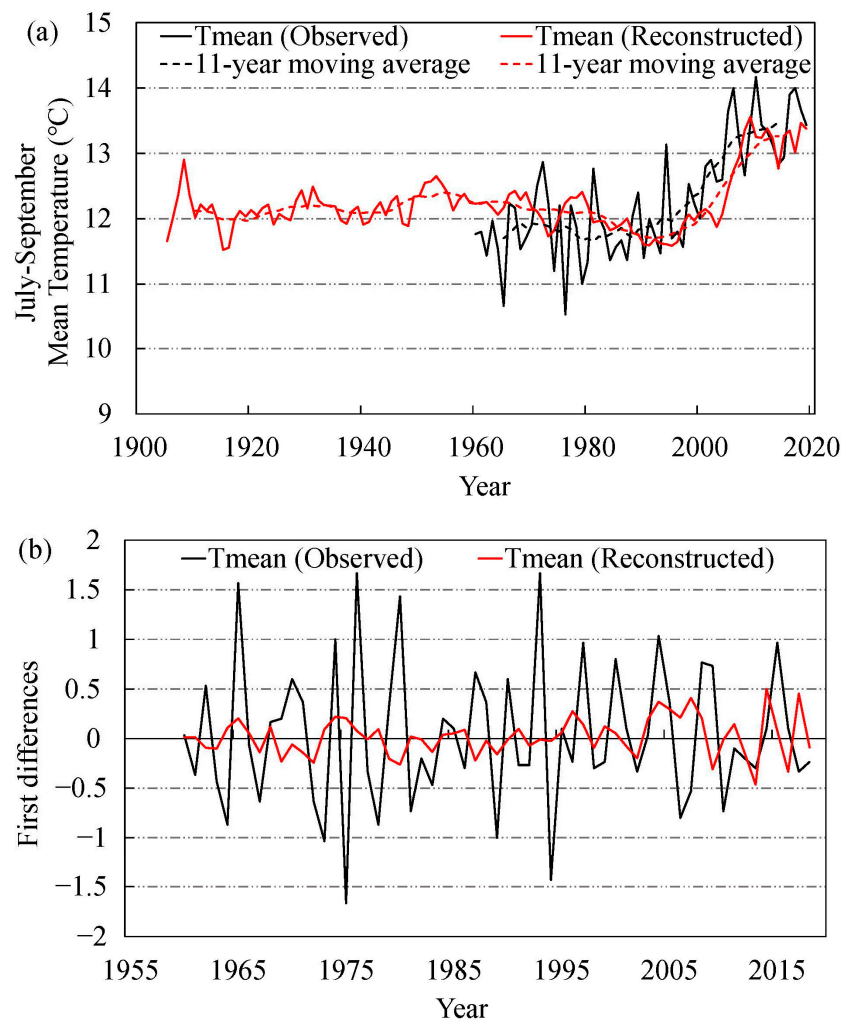 (a)
Tmean (Observed) Tmean (Reconstructed)
11-year moving average 11-year moving average
15
14
13
12
11
10
9
July-September
Mean Temperature (°C)
1900 1920 1940 1960 1980 2000 2020
Year
(b)
Tmean (Observed) Tmean (Reconstructed)
2
1.5
1
0.5
0
−0.5
−1
−1.5
−2
First differences
1955 1965 1975 1985 1995 2005 2015
Year